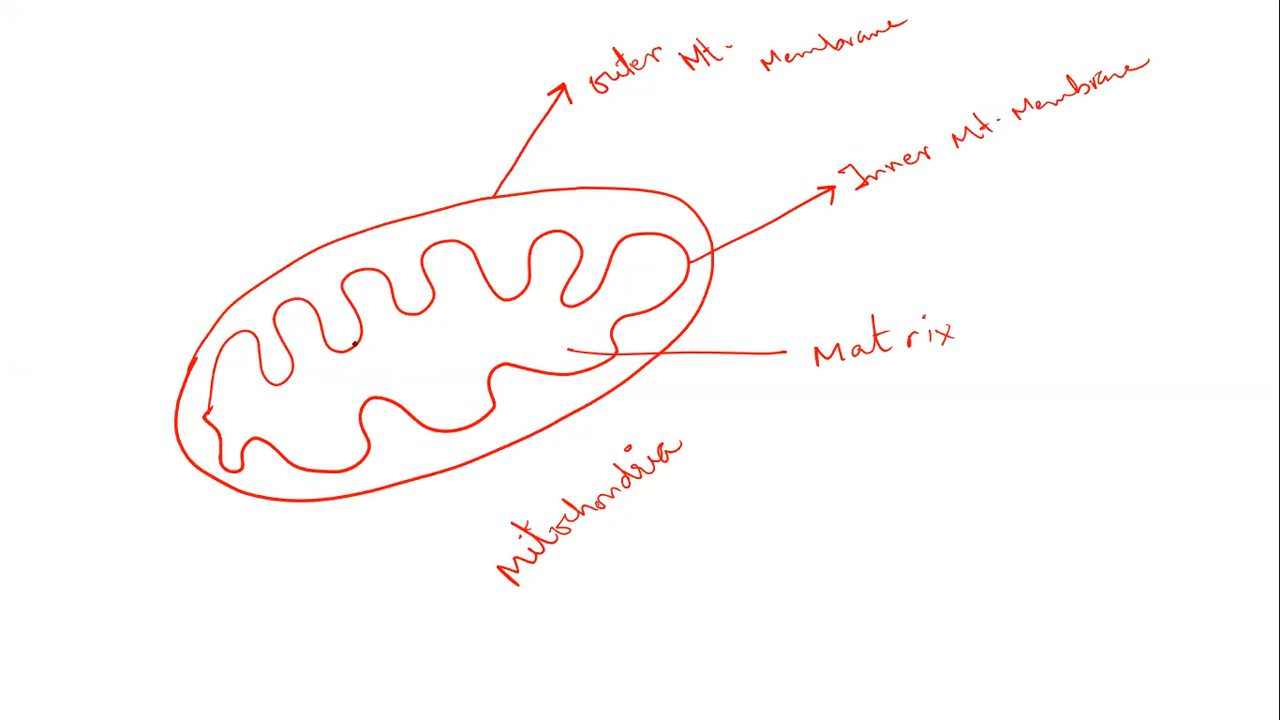 outer Mt. Membrane
Inner Mt. Membrane
Matrix
Mitochondria